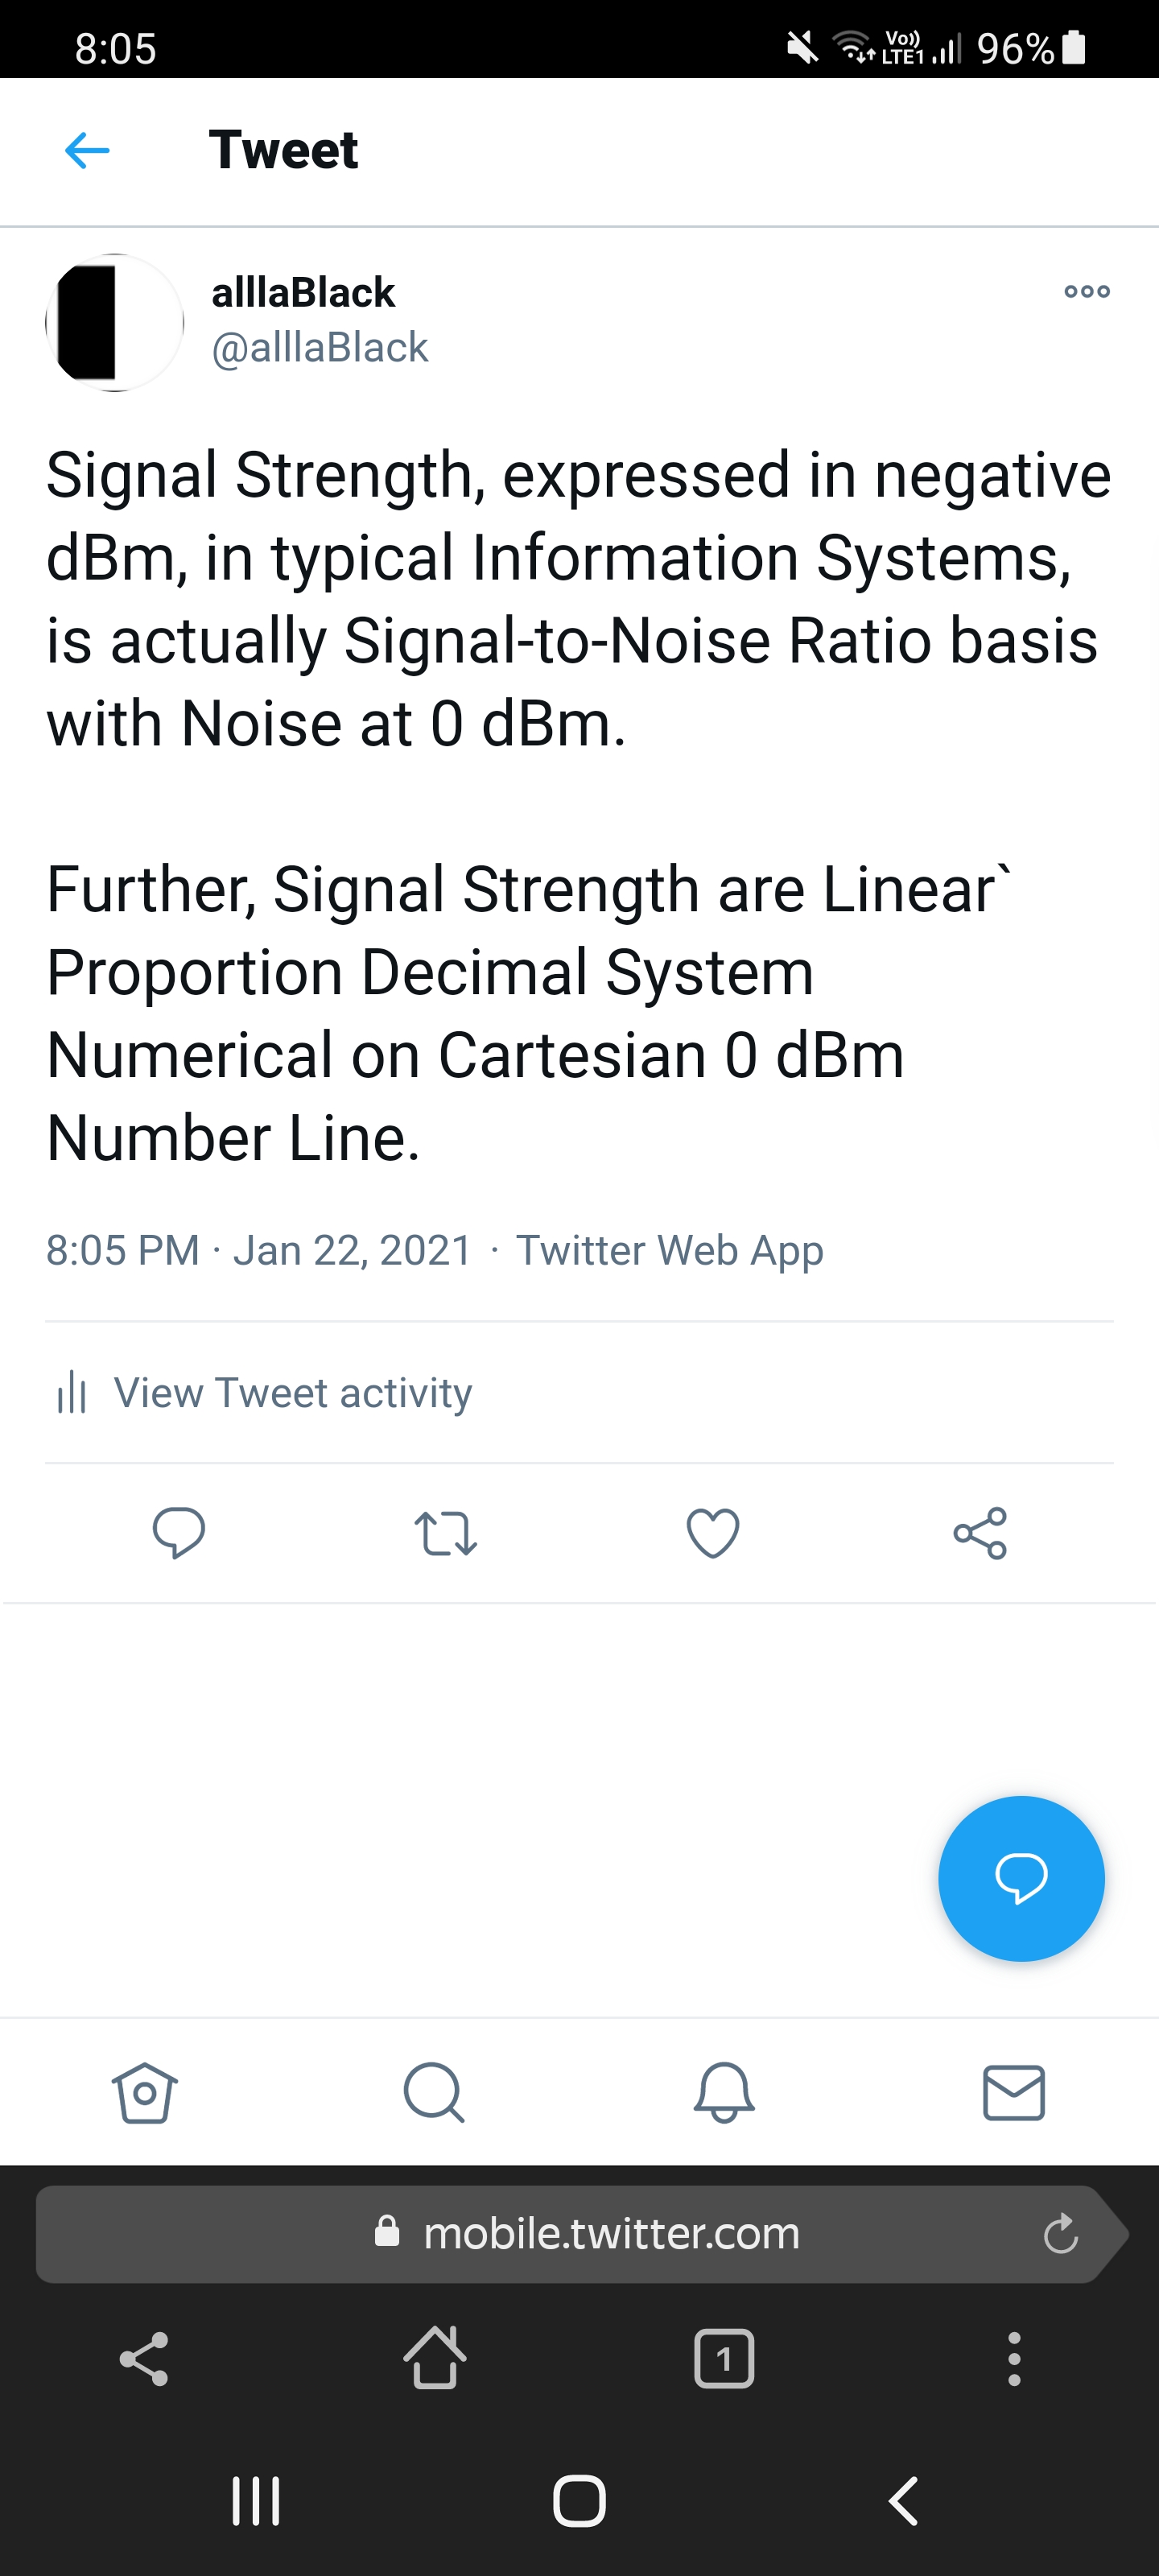 8:05
Vo)) LTE1 96%
Tweet
alllaBlack
@alllaBlack
Signal Strength, expressed in negative
dBm, in typical Information Systems,
is actually Signal-to-Noise Ratio basis
with Noise at 0 dBm.
Further, Signal Strength are Linear`
Proportion Decimal System
Numerical on Cartesian 0 dBm
Number Line.
8:05 PM · Jan 22, 2021 · Twitter Web App
View Tweet activity
mobile.twitter.com
1